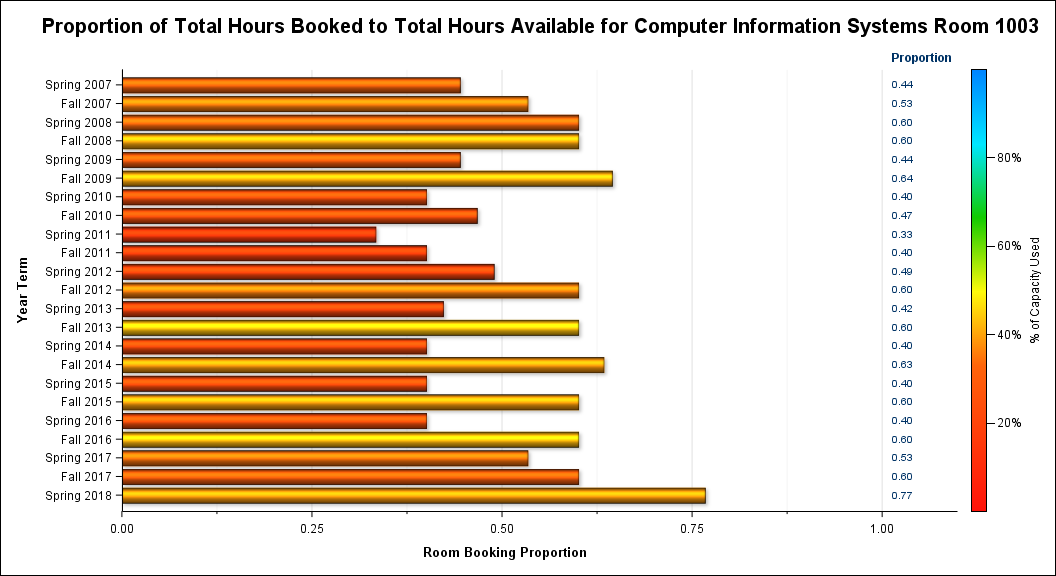 Proportion of Total Hours Booked to Total Hours Available for Computer Information Systems Room 1003
Proportion
Spring 2007 0.44
Fall 2007 0.53
Spring 2008 0.60
Fall 2008 0.60
Spring 2009 0.44
Fall 2009 0.64
Spring 2010 0.40
Fall 2010 0.47
Spring 2011 0.33
Fall 2011 0.40
Spring 2012 0.49
Fall 2012 0.60
Spring 2013 0.42
Fall 2013 0.60
Spring 2014 0.40
Fall 2014 0.63
Spring 2015 0.40
Fall 2015 0.60
Spring 2016 0.40
Fall 2016 0.60
Spring 2017 0.53
Fall 2017 0.60
Spring 2018 0.77
Year Term
0.00 0.25 0.50 0.75 1.00
Room Booking Proportion
80%
60%
40%
20%
% of Capacity Used